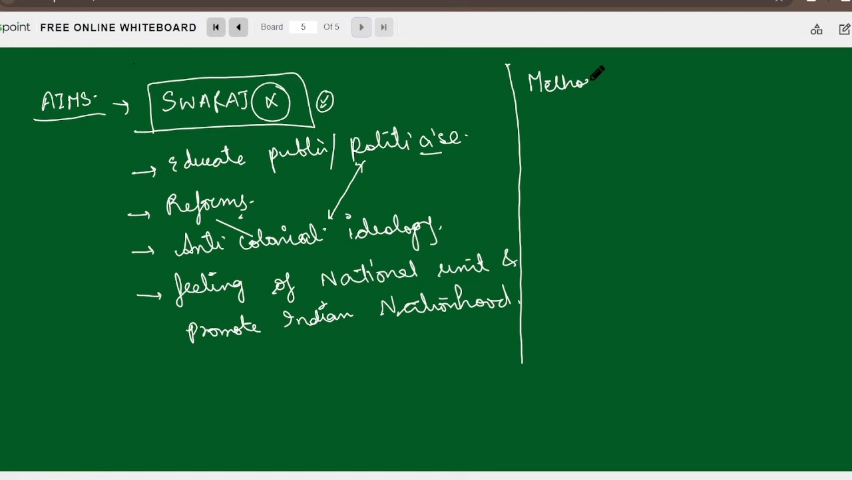 spoint FREE ONLINE WHITEBOARD Board 5 Of 5
AIMS. → SWARAJ X
→ Educate public / politicise.
→ Reforms.
→ Anti colonial ideology.
→ feeling of National unit &
promote Indian Nationhood.
Metho